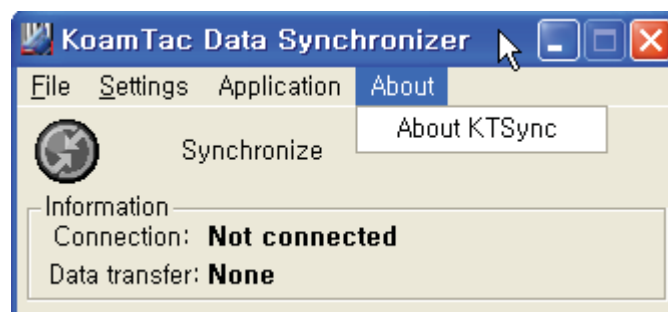 KoamTac Data Synchronizer
File Settings Application About
About KTSync
Synchronize
Information
Connection: Not connected
Data transfer: None